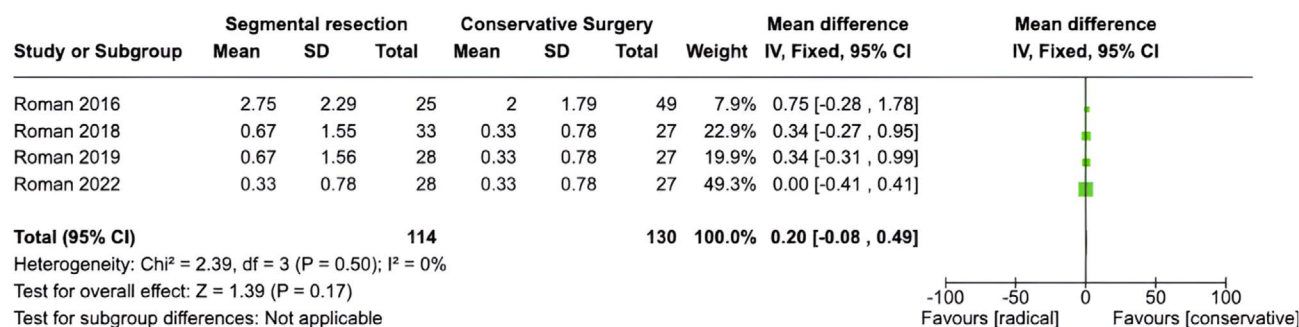 Segmental resection Conservative Surgery Mean difference Mean difference
Study or Subgroup Mean SD Total Mean SD Total Weight IV, Fixed, 95% CI IV, Fixed, 95% CI
Roman 2016 2.75 2.29 25 2 1.79 49 7.9% 0.75 [-0.28 , 1.78]
Roman 2018 0.67 1.55 33 0.33 0.78 27 22.9% 0.34 [-0.27 , 0.95]
Roman 2019 0.67 1.56 28 0.33 0.78 27 19.9% 0.34 [-0.31 , 0.99]
Roman 2022 0.33 0.78 28 0.33 0.78 27 49.3% 0.00 [-0.41 , 0.41]
Total (95% CI) 114 130 100.0% 0.20 [-0.08 , 0.49]
Heterogeneity: Chi² = 2.39, df = 3 (P = 0.50); I² = 0%
Test for overall effect: Z = 1.39 (P = 0.17)
-100 -50 0 50 100
Test for subgroup differences: Not applicable Favours [radical] Favours [conservative]